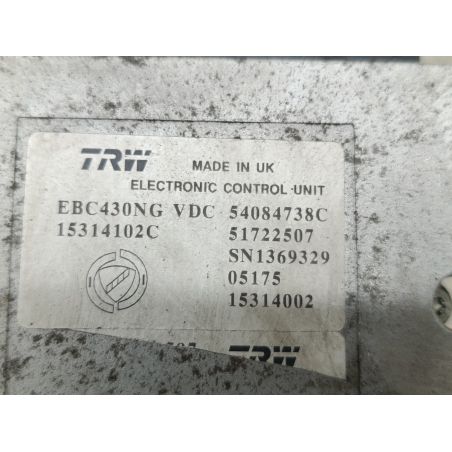 TRW MADE IN UK
ELECTRONIC CONTROL UNIT
EBC430NG VDC 54084738C
15314102C 51722507
SN1369329
05175
15314002
TRW